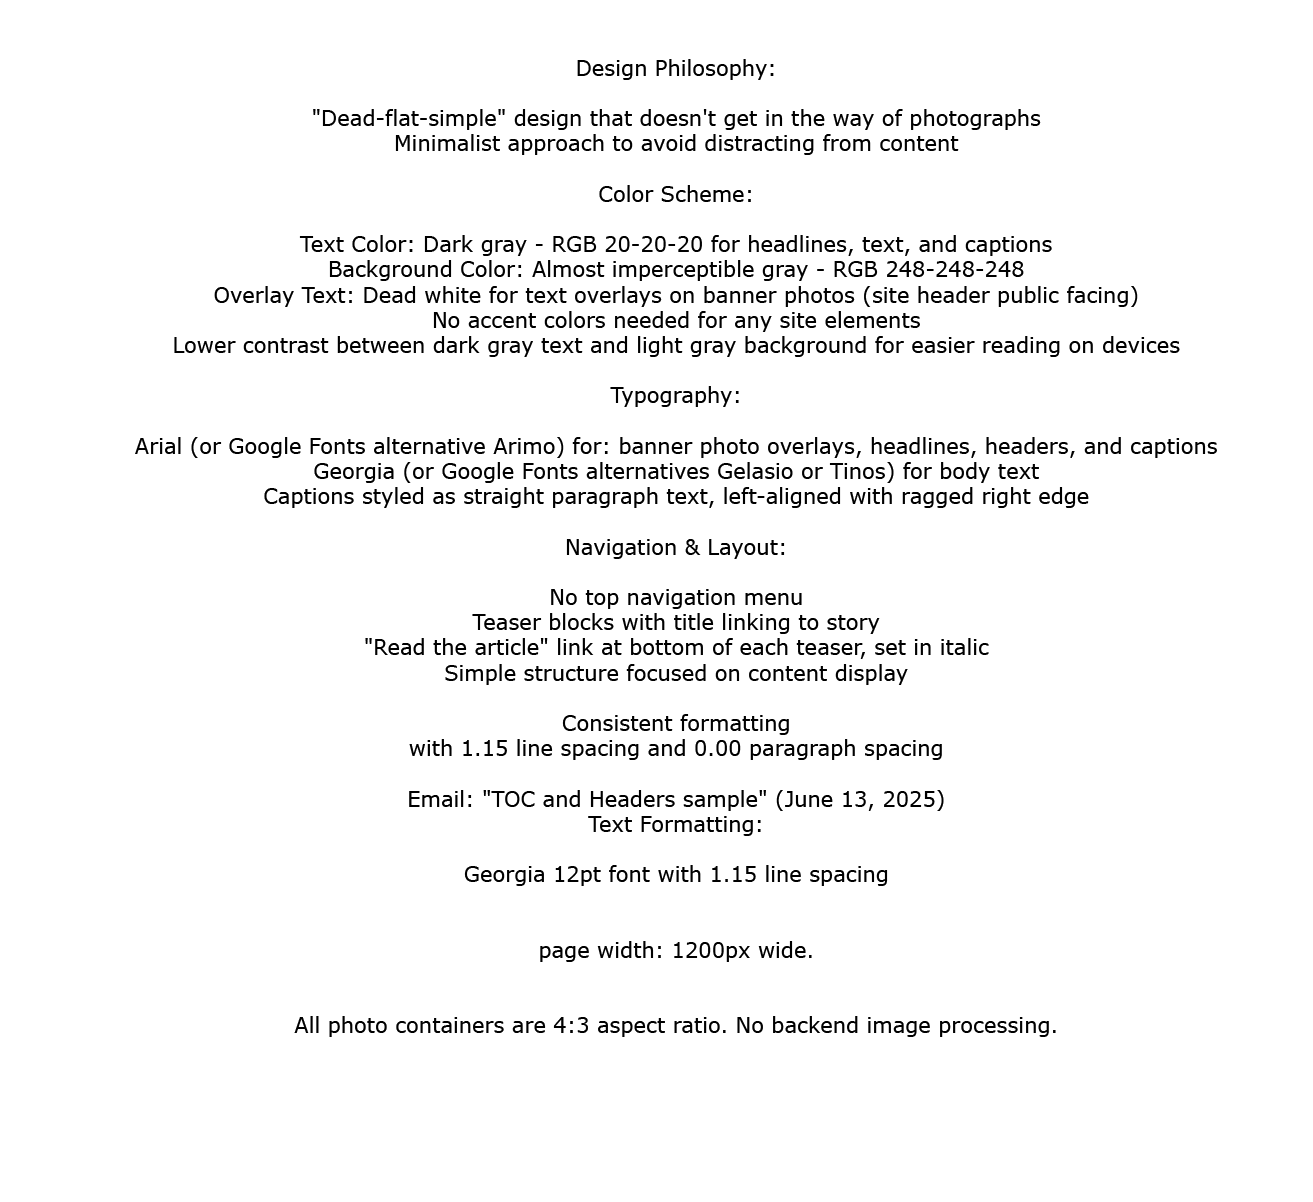 Design Philosophy:
"Dead-flat-simple" design that doesn't get in the way of photographs
Minimalist approach to avoid distracting from content
Color Scheme:
Text Color: Dark gray - RGB 20-20-20 for headlines, text, and captions
Background Color: Almost imperceptible gray - RGB 248-248-248
Overlay Text: Dead white for text overlays on banner photos (site header public facing)
No accent colors needed for any site elements
Lower contrast between dark gray text and light gray background for easier reading on devices
Typography:
Arial (or Google Fonts alternative Arimo) for: banner photo overlays, headlines, headers, and captions
Georgia (or Google Fonts alternatives Gelasio or Tinos) for body text
Captions styled as straight paragraph text, left-aligned with ragged right edge
Navigation & Layout:
No top navigation menu
Teaser blocks with title linking to story
"Read the article" link at bottom of each teaser, set in italic
Simple structure focused on content display
Consistent formatting
with 1.15 line spacing and 0.00 paragraph spacing
Email: "TOC and Headers sample" (June 13, 2025)
Text Formatting:
Georgia 12pt font with 1.15 line spacing
page width: 1200px wide.
All photo containers are 4:3 aspect ratio. No backend image processing.